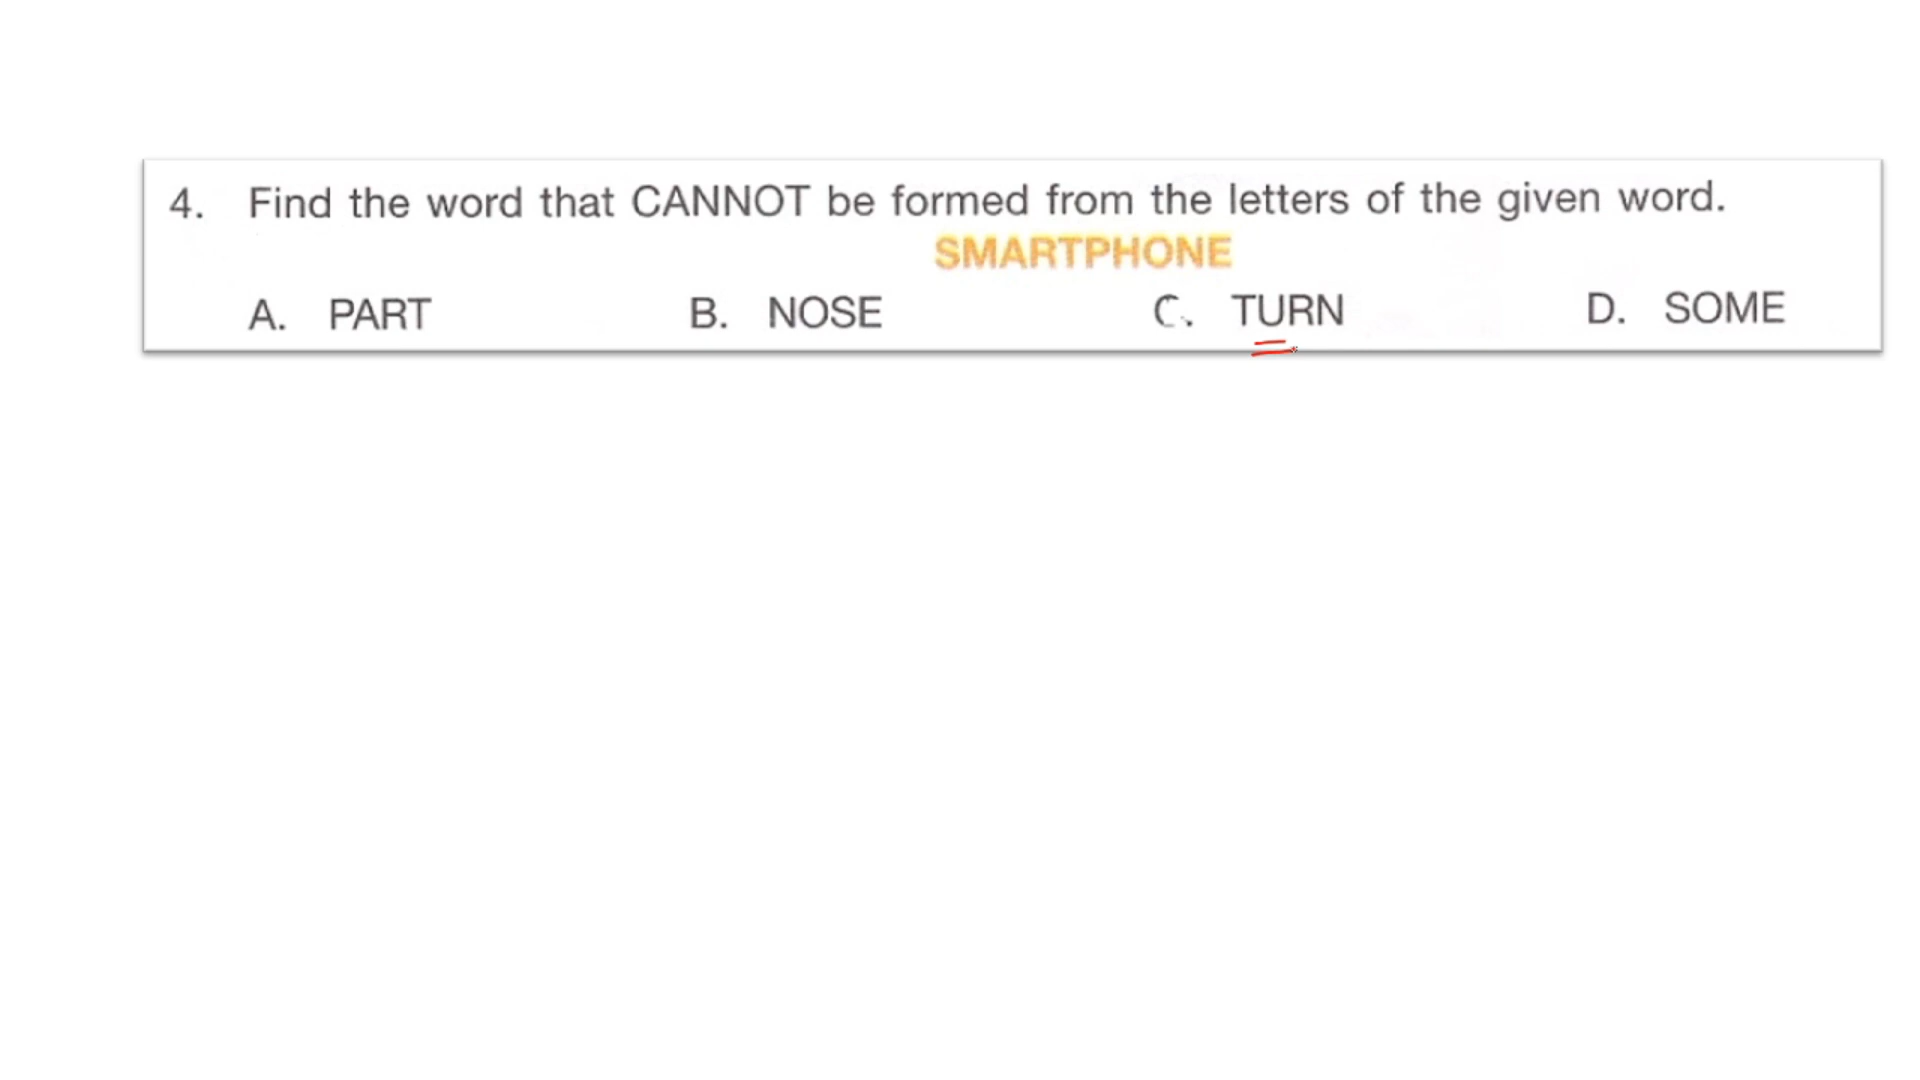 4. Find the word that CANNOT be formed from the letters of the given word.
SMARTPHONE
A. PART B. NOSE C. TURN D. SOME